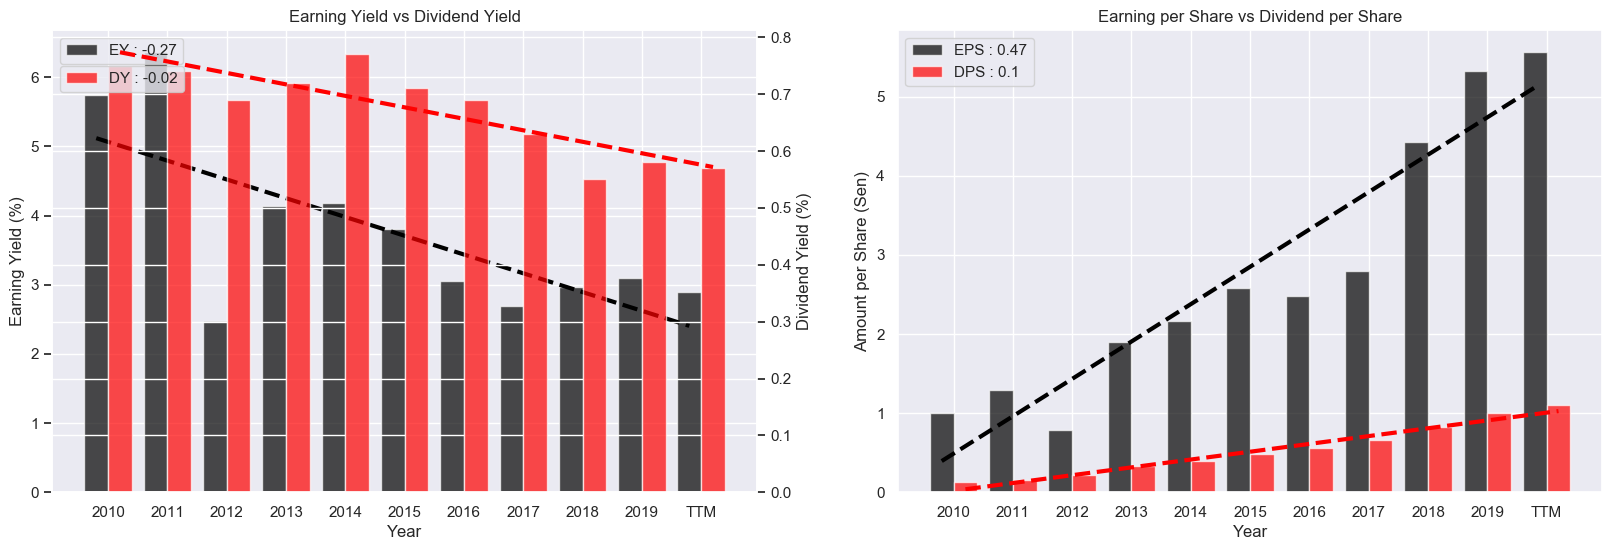 Earning Yield vs Dividend Yield
EY : -0.27
DY : -0.02
Earning Yield (%)
6
5
4
3
2
1
0
0.8
0.7
0.6
0.5
0.4
0.3
0.2
0.1
0.0
Dividend Yield (%)
2010 2011 2012 2013 2014 2015 2016 2017 2018 2019 TTM
Year
Earning per Share vs Dividend per Share
EPS : 0.47
DPS : 0.1
Amount per Share (Sen)
5
4
3
2
1
0
2010 2011 2012 2013 2014 2015 2016 2017 2018 2019 TTM
Year